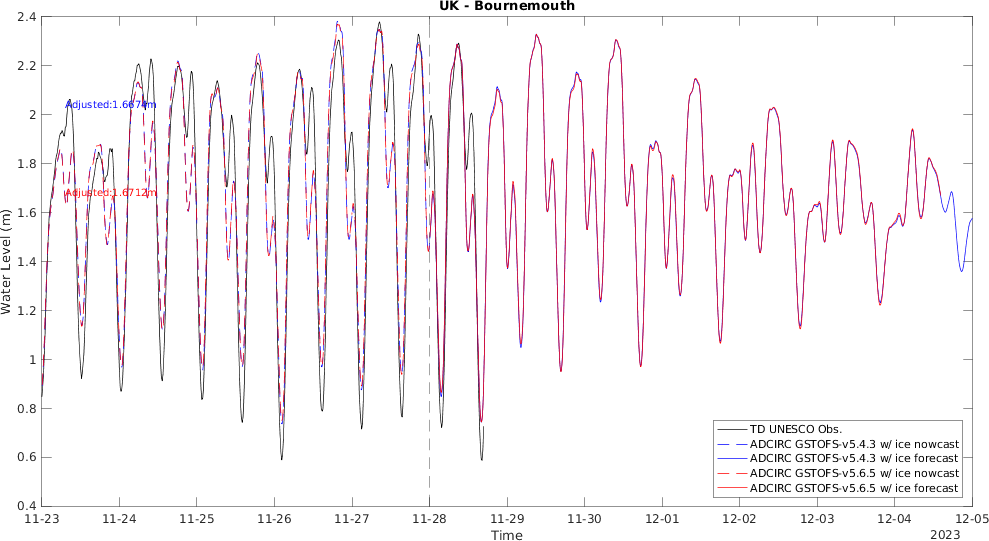 UK - Bournemouth
2.4
2.2
2
1.8
1.6
1.4
1.2
1
0.8
0.6
0.4
Water Level (m)
Adjusted:1.6674m
Adjusted:1.6712m
TD UNESCO Obs.
ADCIRC GSTOFS-v5.4.3 w/ ice nowcast
ADCIRC GSTOFS-v5.4.3 w/ ice forecast
ADCIRC GSTOFS-v5.6.5 w/ ice nowcast
ADCIRC GSTOFS-v5.6.5 w/ ice forecast
11-23 11-24 11-25 11-26 11-27 11-28 11-29 11-30 12-01 12-02 12-03 12-04 12-05
Time
2023